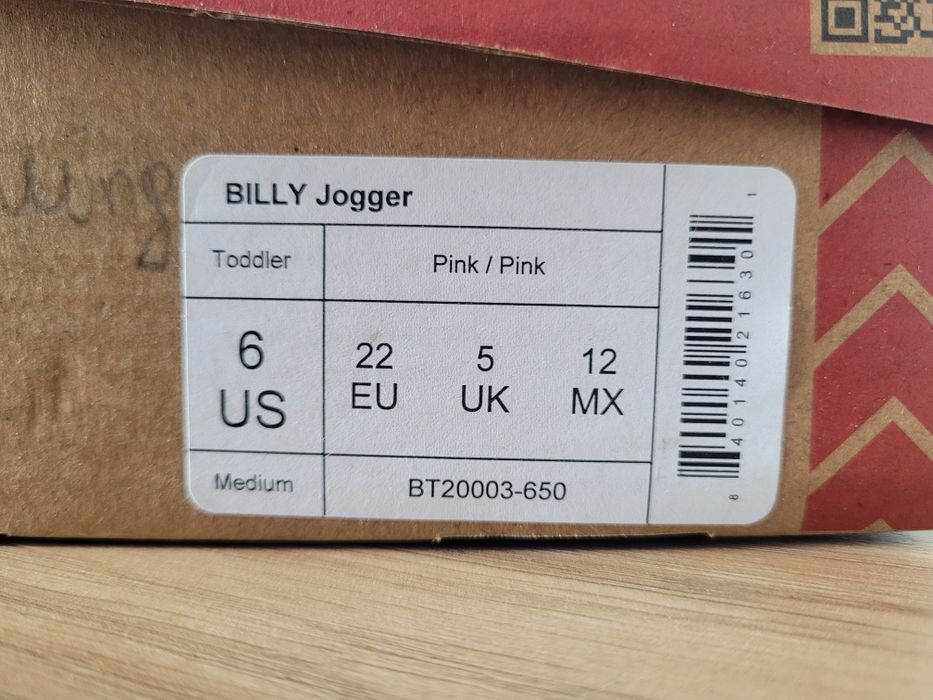 BILLY Jogger
Toddler
Pink / Pink
6
US
22
EU
5
UK
12
MX
Medium
BT20003-650
8 40140 21630 1